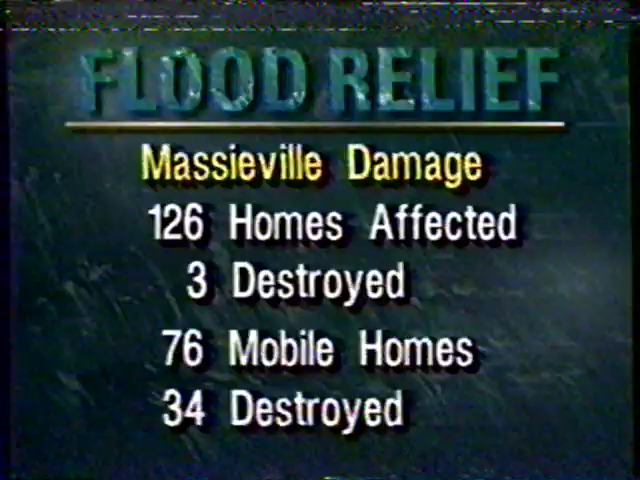 FLOOD RELIEF
Massieville Damage
126 Homes Affected
3 Destroyed
76 Mobile Homes
34 Destroyed